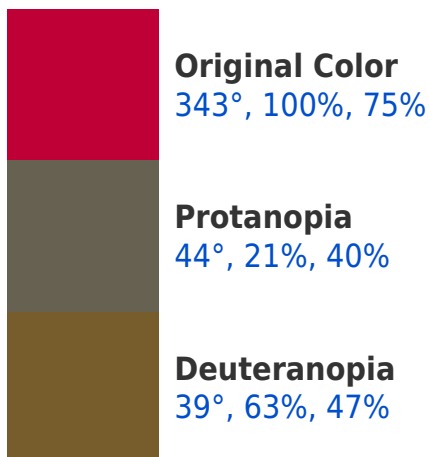 Original Color
343°, 100%, 75%
Protanopia
44°, 21%, 40%
Deuteranopia
39°, 63%, 47%